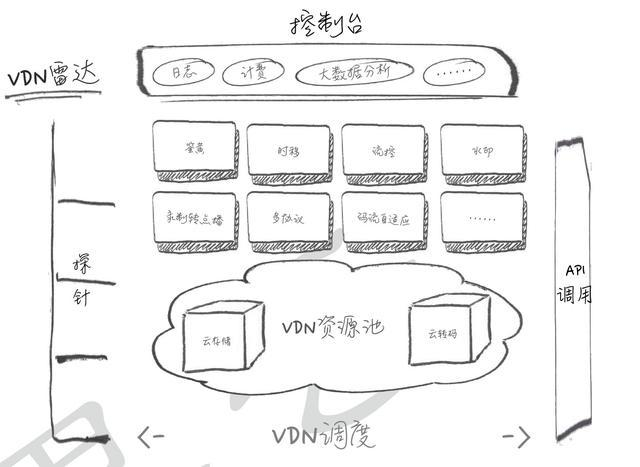 控制台
VDN雷达
日志 计费 大数据分析 ······
鉴黄 时移 流控 水印
录制转点播 多协议 码流自适应 ······
探
针
API
调用
VDN资源池
云存储 云转码
VDN调度